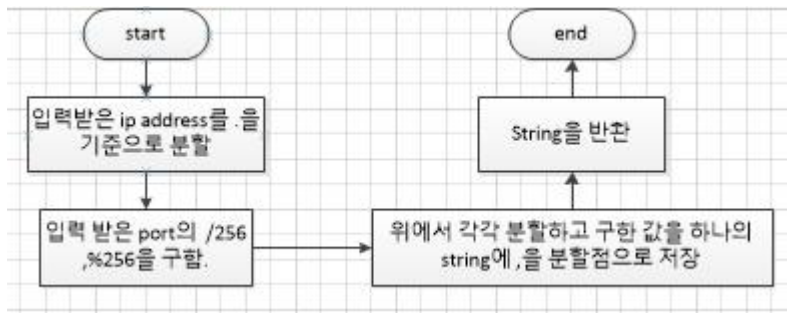 start
입력받은 ip address를 .을
기준으로 분할
입력 받은 port의 /256
,%256을 구함.
위에서 각각 분할하고 구한 값을 하나의
string에 ,을 분할점으로 저장
String을 반환
end